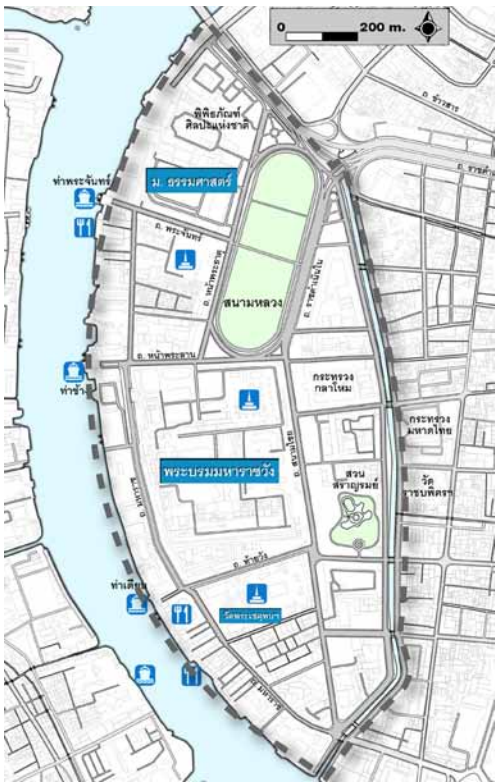 0 200 m.
ถ. ข้าวสาร
พิพิธภัณฑ์
ศิลปะแห่งชาติ
ท่าพระจันทร์
ม. ธรรมศาสตร์
ถ. พระจันทร์
ถ. หน้าพระธาตุ
สนามหลวง
ถ. ราชดำเนินใน
ถ. หน้าพระลาน
ท่าช้าง
กระทรวง
กลาโหม
กระทรวง
มหาดไทย
พระบรมมหาราชวัง
ถ. สนามไชย
สวน
สราญรมย์
วัด
ราชบพิตรฯ
ถ. มหาราช
ถ. ท้ายวัง
ท่าเตียน
วัดพระเชตุพนฯ
ถ. มหาราช